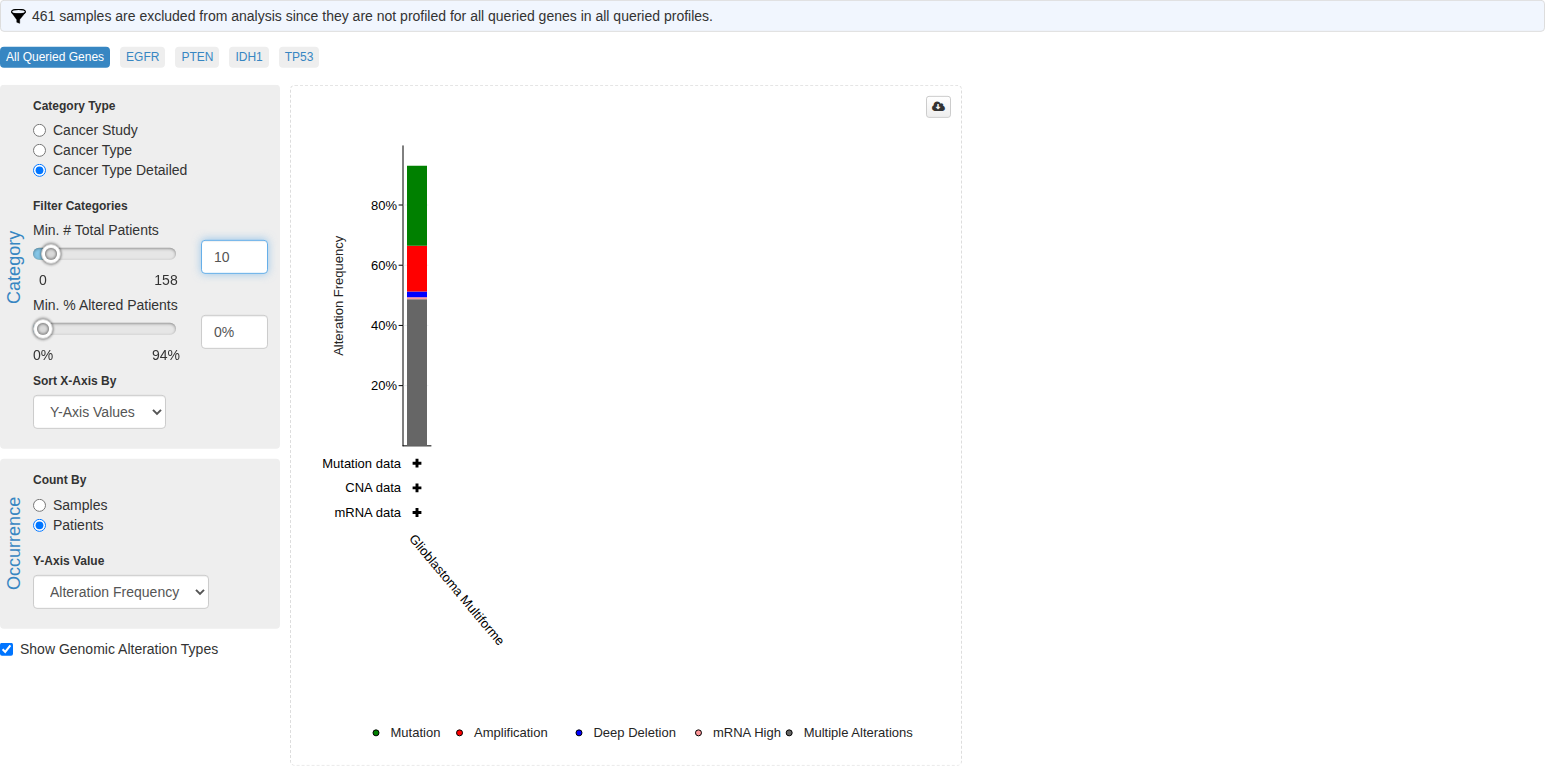 461 samples are excluded from analysis since they are not profiled for all queried genes in all queried profiles.
All Queried Genes EGFR PTEN IDH1 TP53
Category
Category Type
Cancer Study
Cancer Type
Cancer Type Detailed
Filter Categories
Min. # Total Patients
10
0 158
Min. % Altered Patients
0%
0% 94%
Sort X-Axis By
Y-Axis Values
Occurrence
Count By
Samples
Patients
Y-Axis Value
Alteration Frequency
Show Genomic Alteration Types
Alteration Frequency
80%
60%
40%
20%
Mutation data
CNA data
mRNA data
Glioblastoma Multiforme
Mutation Amplification Deep Deletion mRNA High Multiple Alterations